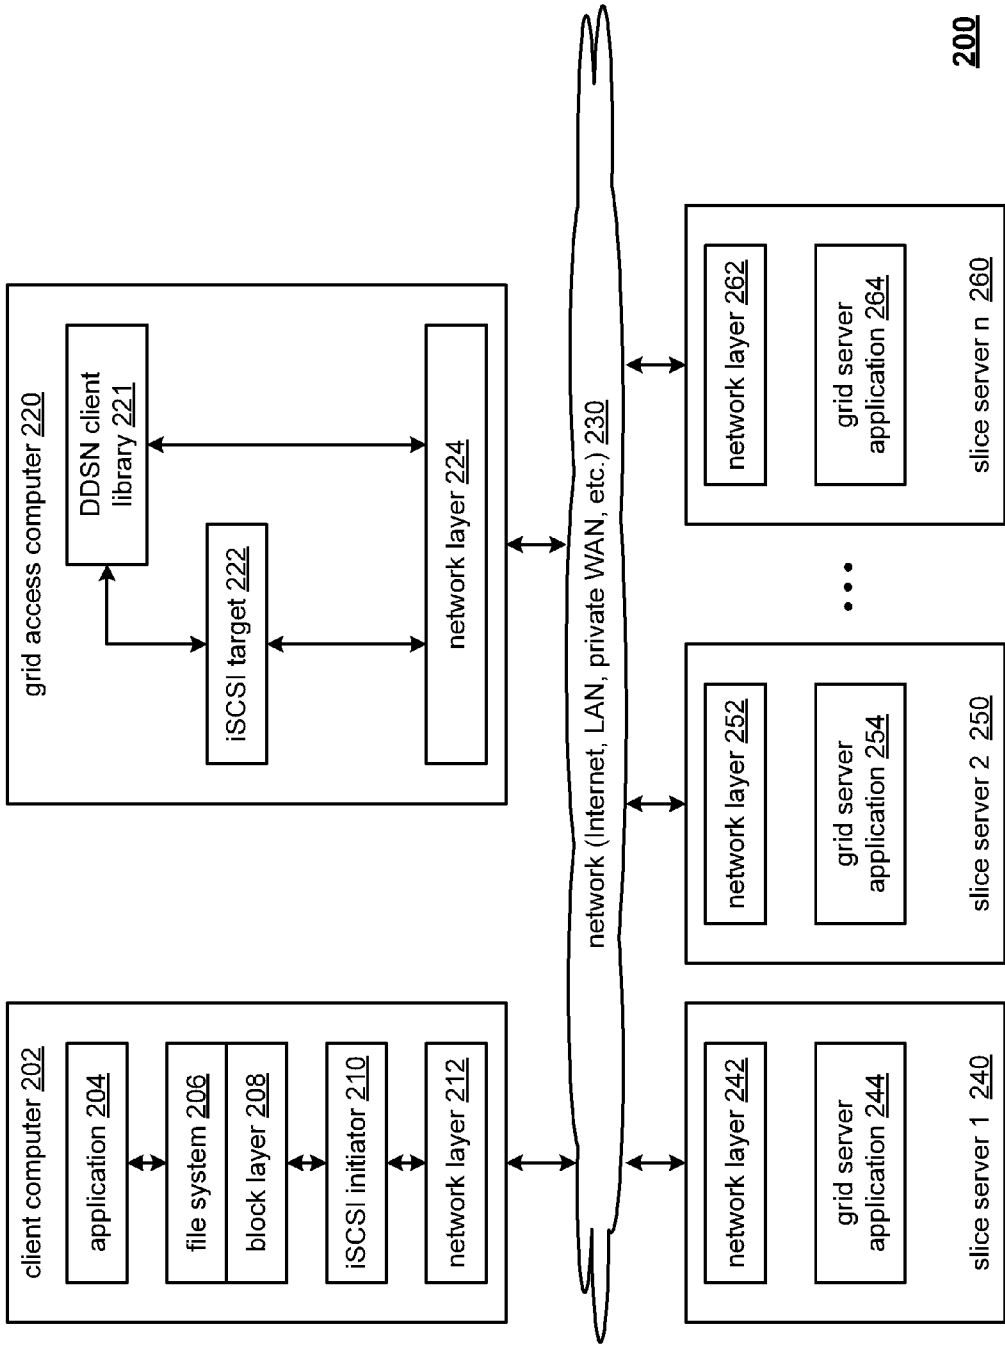 200
client computer 202
application 204
file system 206
block layer 208
iSCSI initiator 210
network layer 212
grid access computer 220
DDSN client
library 221
iSCSI target 222
network layer 224
network (Internet, LAN, private WAN, etc.) 230
network layer 242
grid server
application 244
slice server 1 240
network layer 252
grid server
application 254
slice server 2 250
...
network layer 262
grid server
application 264
slice server n 260